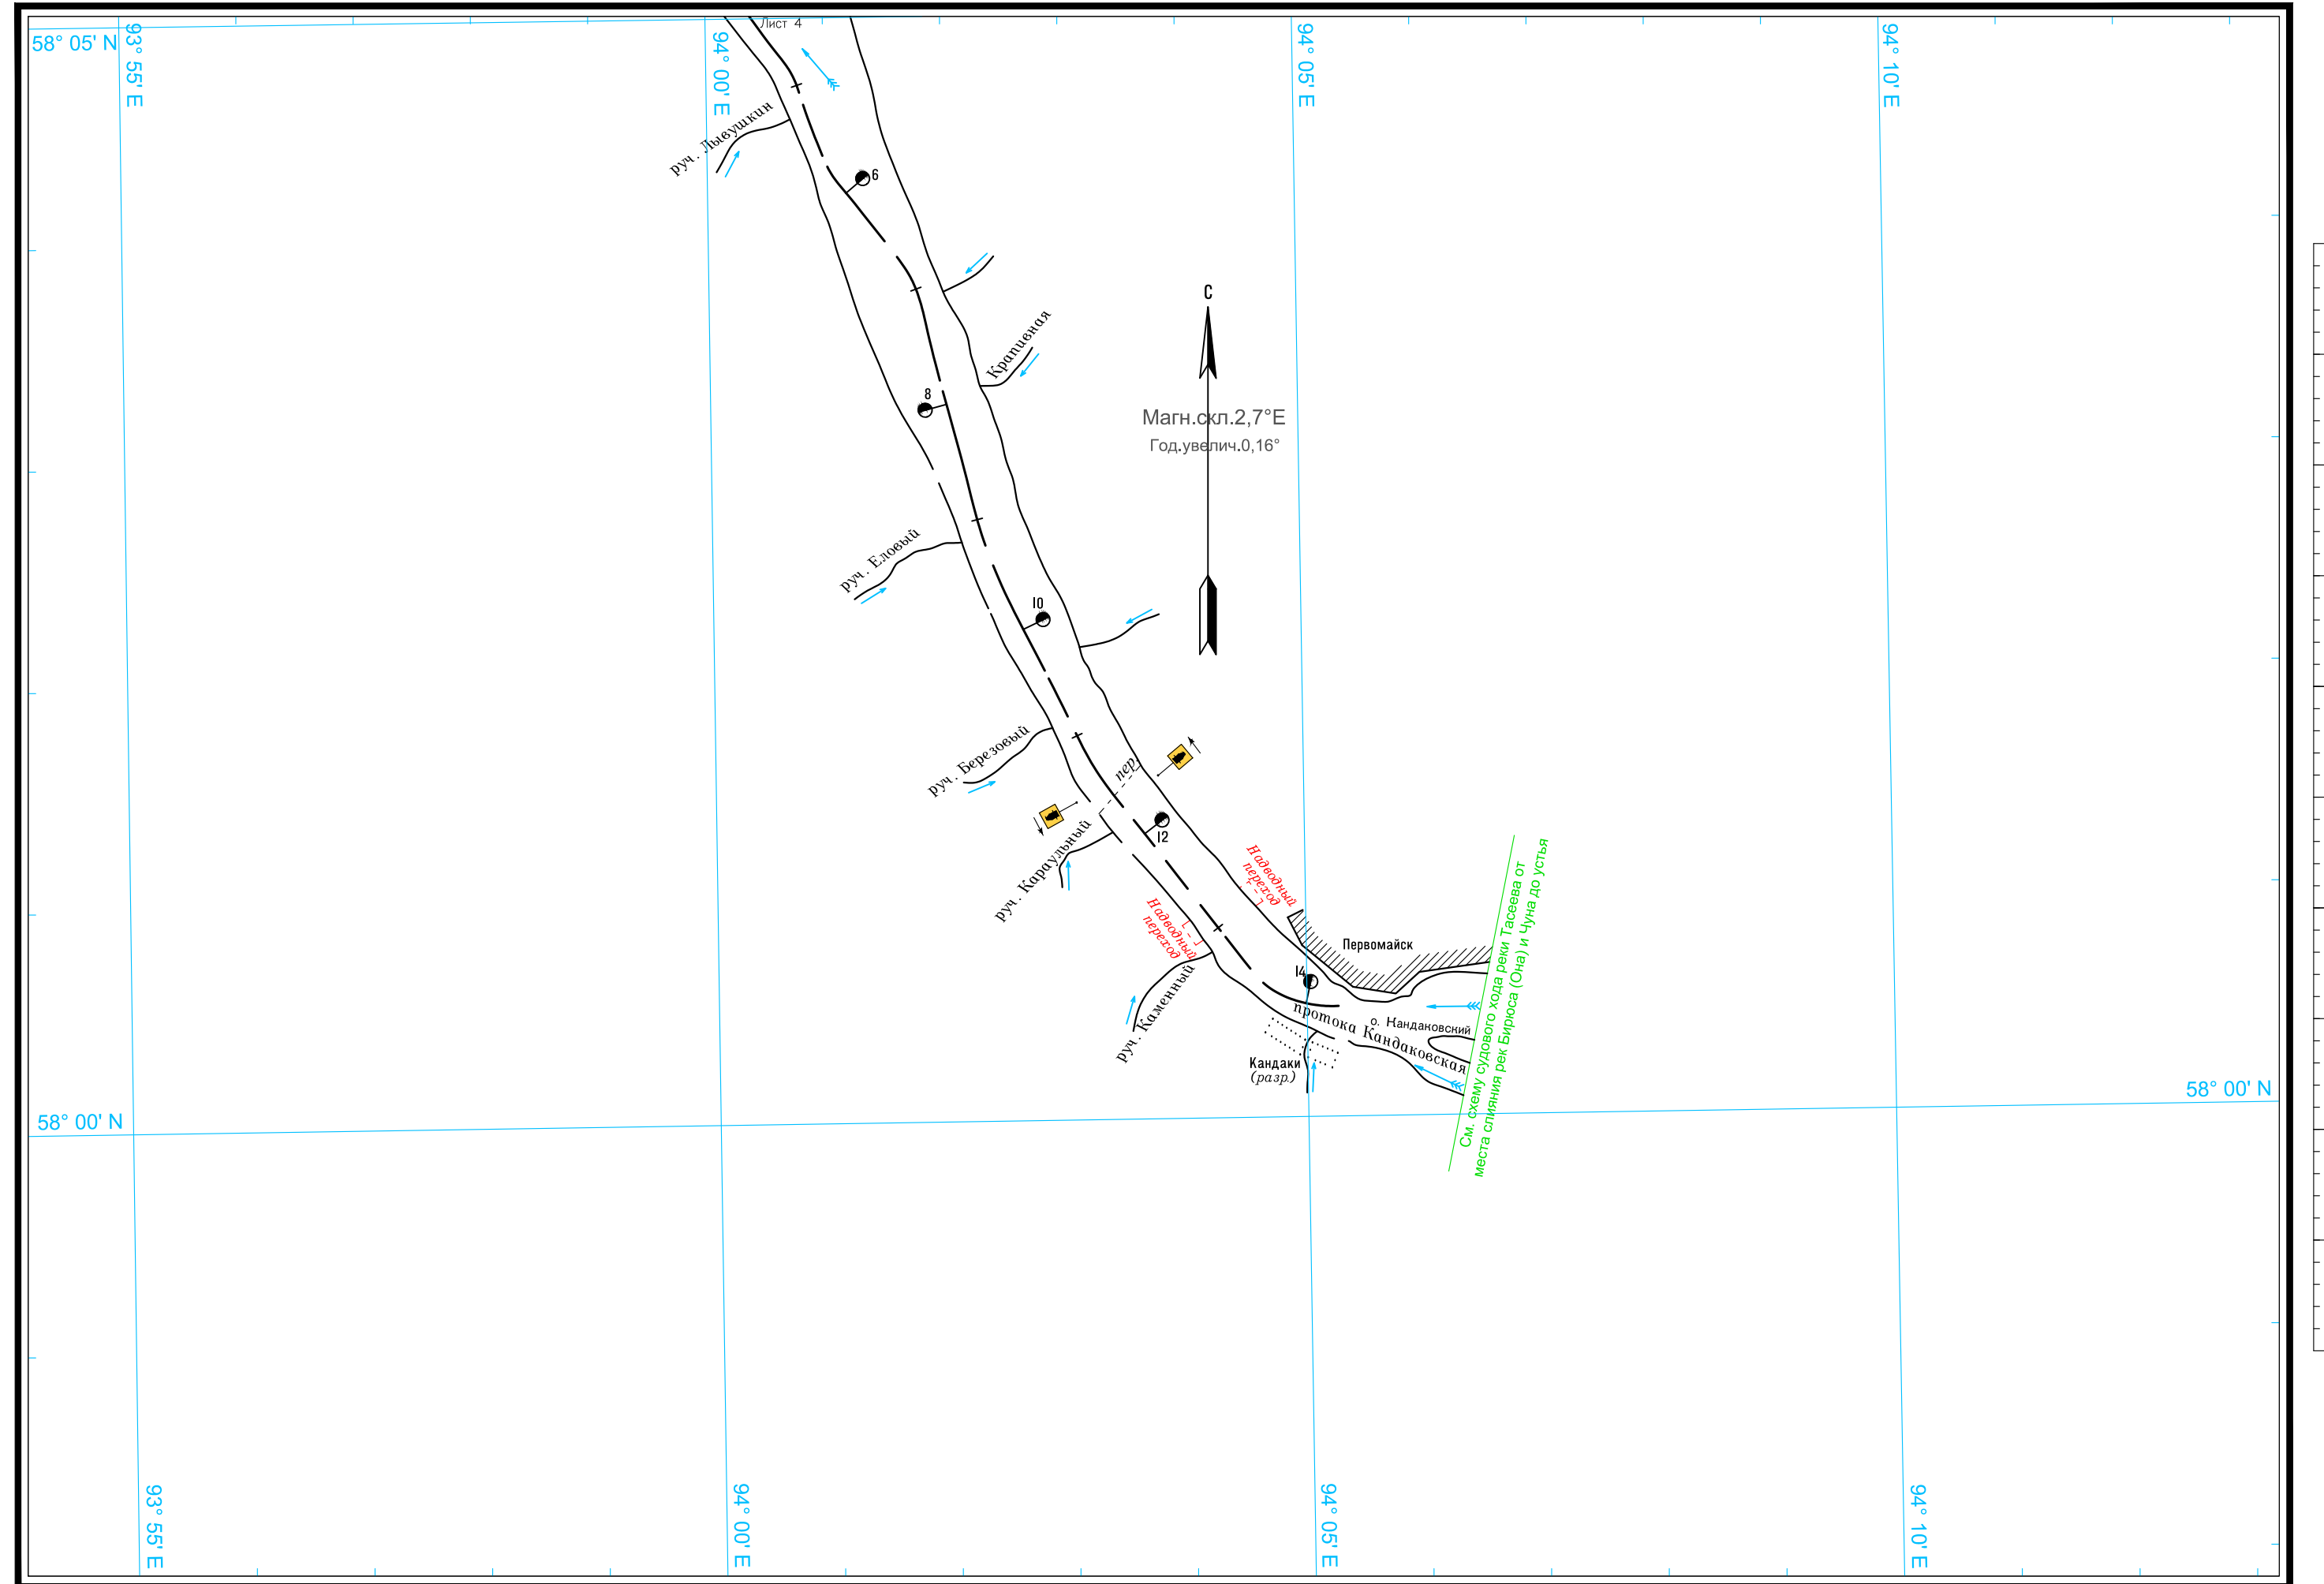 Лист 4
58° 05' N
93° 55' E
94° 00' E
94° 05' E
94° 10' E
руч. Лывушкин
6
С
Крапивная
8
Магн.скл.2,7°E
Год.увелич.0,16°
руч. Еловый
10
руч. Березовый
пер.
12
руч. Караульный
Надводный
переход
Надводный
переход
Первомайск
14
руч. Каменный
протока Кандаковская
о. Кандаковский
Кандаки
(разр.)
См. схему судового хода реки Тасеева от
места слияния рек Бирюса (Она) и Чуна до устья
58° 00' N
58° 00' N
93° 55' E
94° 00' E
94° 05' E
94° 10' E